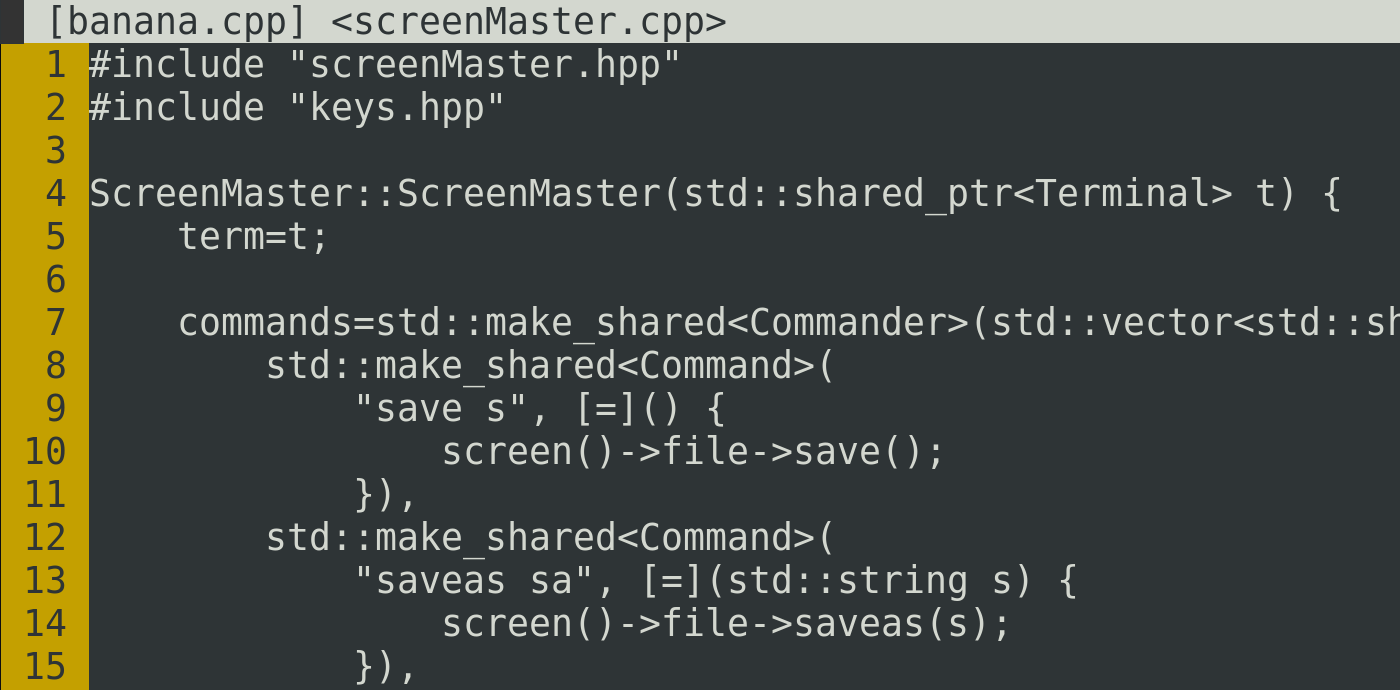 [banana.cpp] <screenMaster.cpp>
1 #include "screenMaster.hpp"
2 #include "keys.hpp"
3
4 ScreenMaster::ScreenMaster(std::shared_ptr<Terminal> t) {
5     term=t;
6
7     commands=std::make_shared<Commander>(std::vector<std::sh
8         std::make_shared<Command>(
9             "save s", [=]() {
10                 screen()->file->save();
11             }),
12         std::make_shared<Command>(
13             "saveas sa", [=](std::string s) {
14                 screen()->file->saveas(s);
15             }),